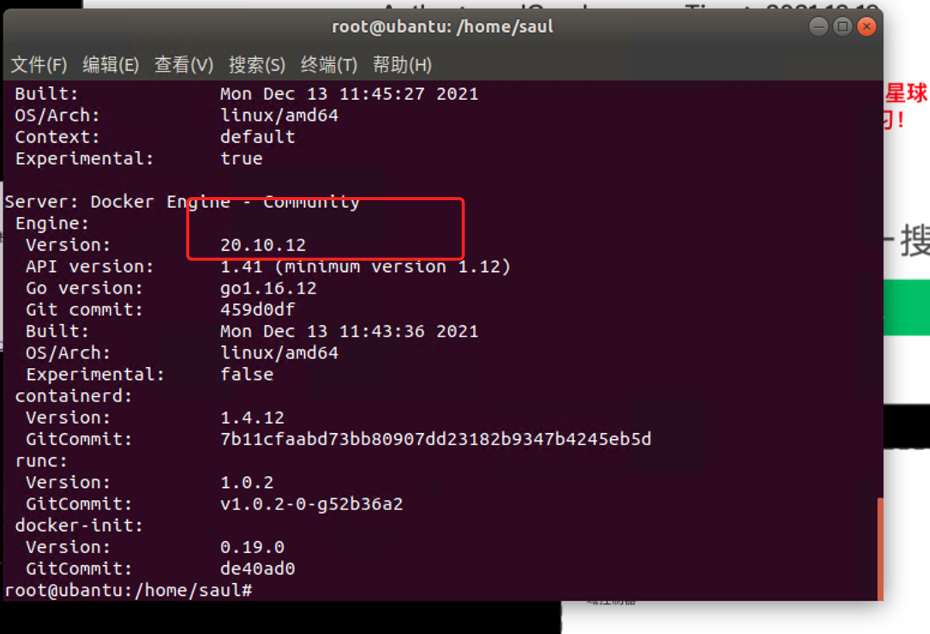 root@ubantu: /home/saul
文件(F) 编辑(E) 查看(V) 搜索(S) 终端(T) 帮助(H)
Built: Mon Dec 13 11:45:27 2021
OS/Arch: linux/amd64
Context: default
Experimental: true
星球
习！
Server: Docker Engine - Community
Engine:
Version: 20.10.12
一搜
API version: 1.41 (minimum version 1.12)
Go version: go1.16.12
Git commit: 459d0df
Built: Mon Dec 13 11:43:36 2021
OS/Arch: linux/amd64
Experimental: false
containerd:
Version: 1.4.12
GitCommit: 7b11cfaabd73bb80907dd23182b9347b4245eb5d
runc:
Version: 1.0.2
GitCommit: v1.0.2-0-g52b36a2
docker-init:
Version: 0.19.0
GitCommit: de40ad0
root@ubantu:/home/saul#